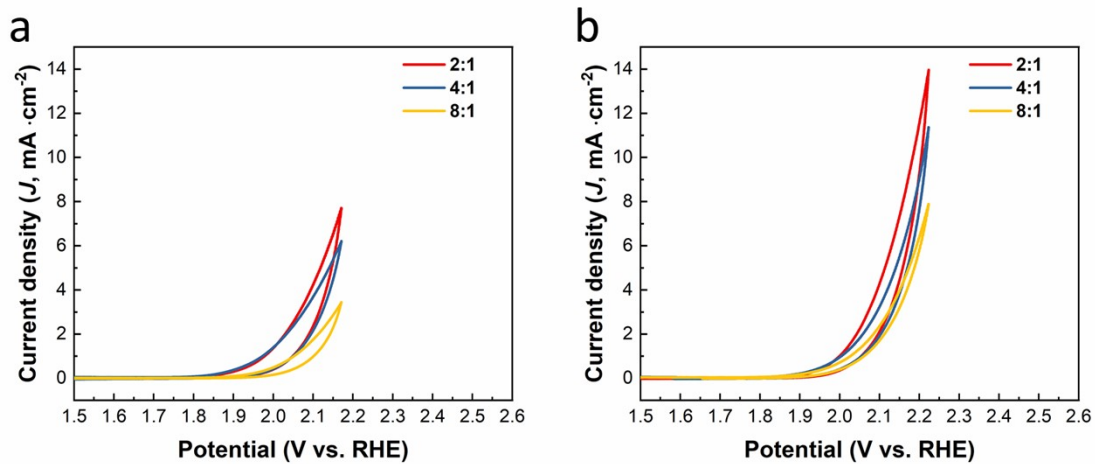 a
14
12
10
8
6
4
2
0
Current density (J, mA ·cm-2)
2:1
4:1
8:1
1.5 1.6 1.7 1.8 1.9 2.0 2.1 2.2 2.3 2.4 2.5 2.6
Potential (V vs. RHE)
b
14
12
10
8
6
4
2
0
Current density (J, mA ·cm-2)
2:1
4:1
8:1
1.5 1.6 1.7 1.8 1.9 2.0 2.1 2.2 2.3 2.4 2.5 2.6
Potential (V vs. RHE)